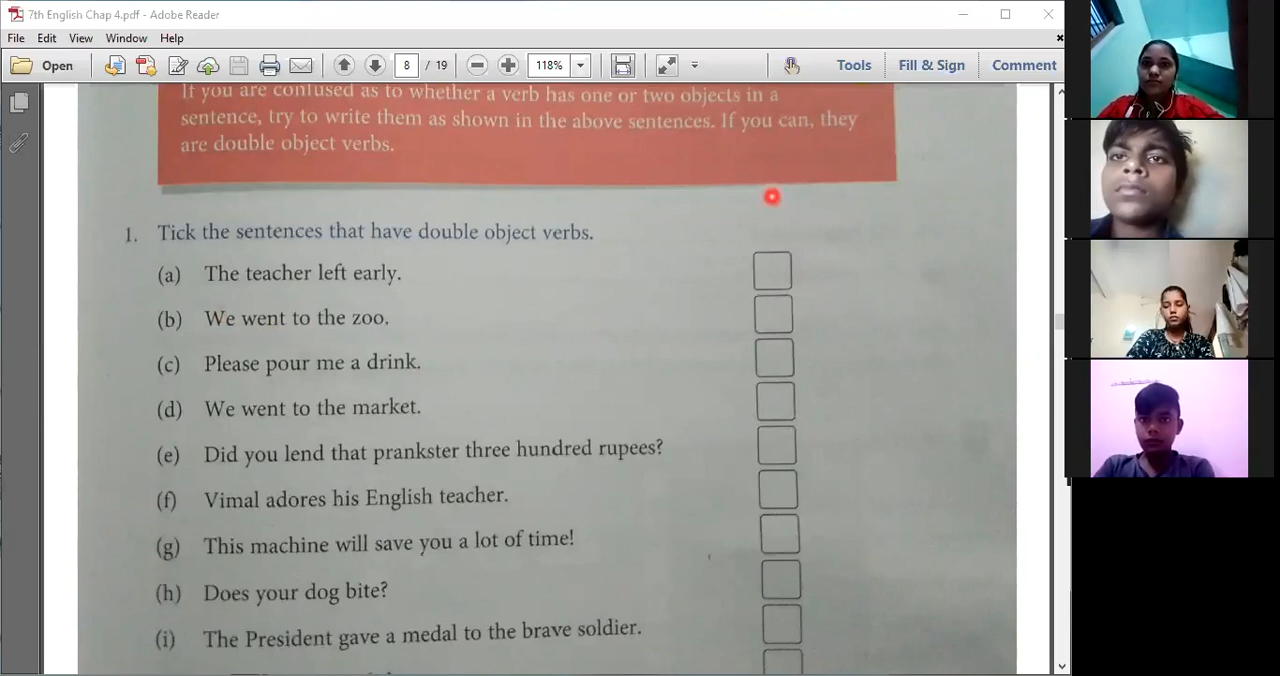 7th English Chap 4.pdf - Adobe Reader
File Edit View Window Help
Open 8 / 19 118% Tools Fill & Sign Comment
If you are confused as to whether a verb has one or two objects in a
sentence, try to write them as shown in the above sentences. If you can, they
are double object verbs.
1. Tick the sentences that have double object verbs.
(a) The teacher left early.
(b) We went to the zoo.
(c) Please pour me a drink.
(d) We went to the market.
(e) Did you lend that prankster three hundred rupees?
(f) Vimal adores his English teacher.
(g) This machine will save you a lot of time!
(h) Does your dog bite?
(i) The President gave a medal to the brave soldier.